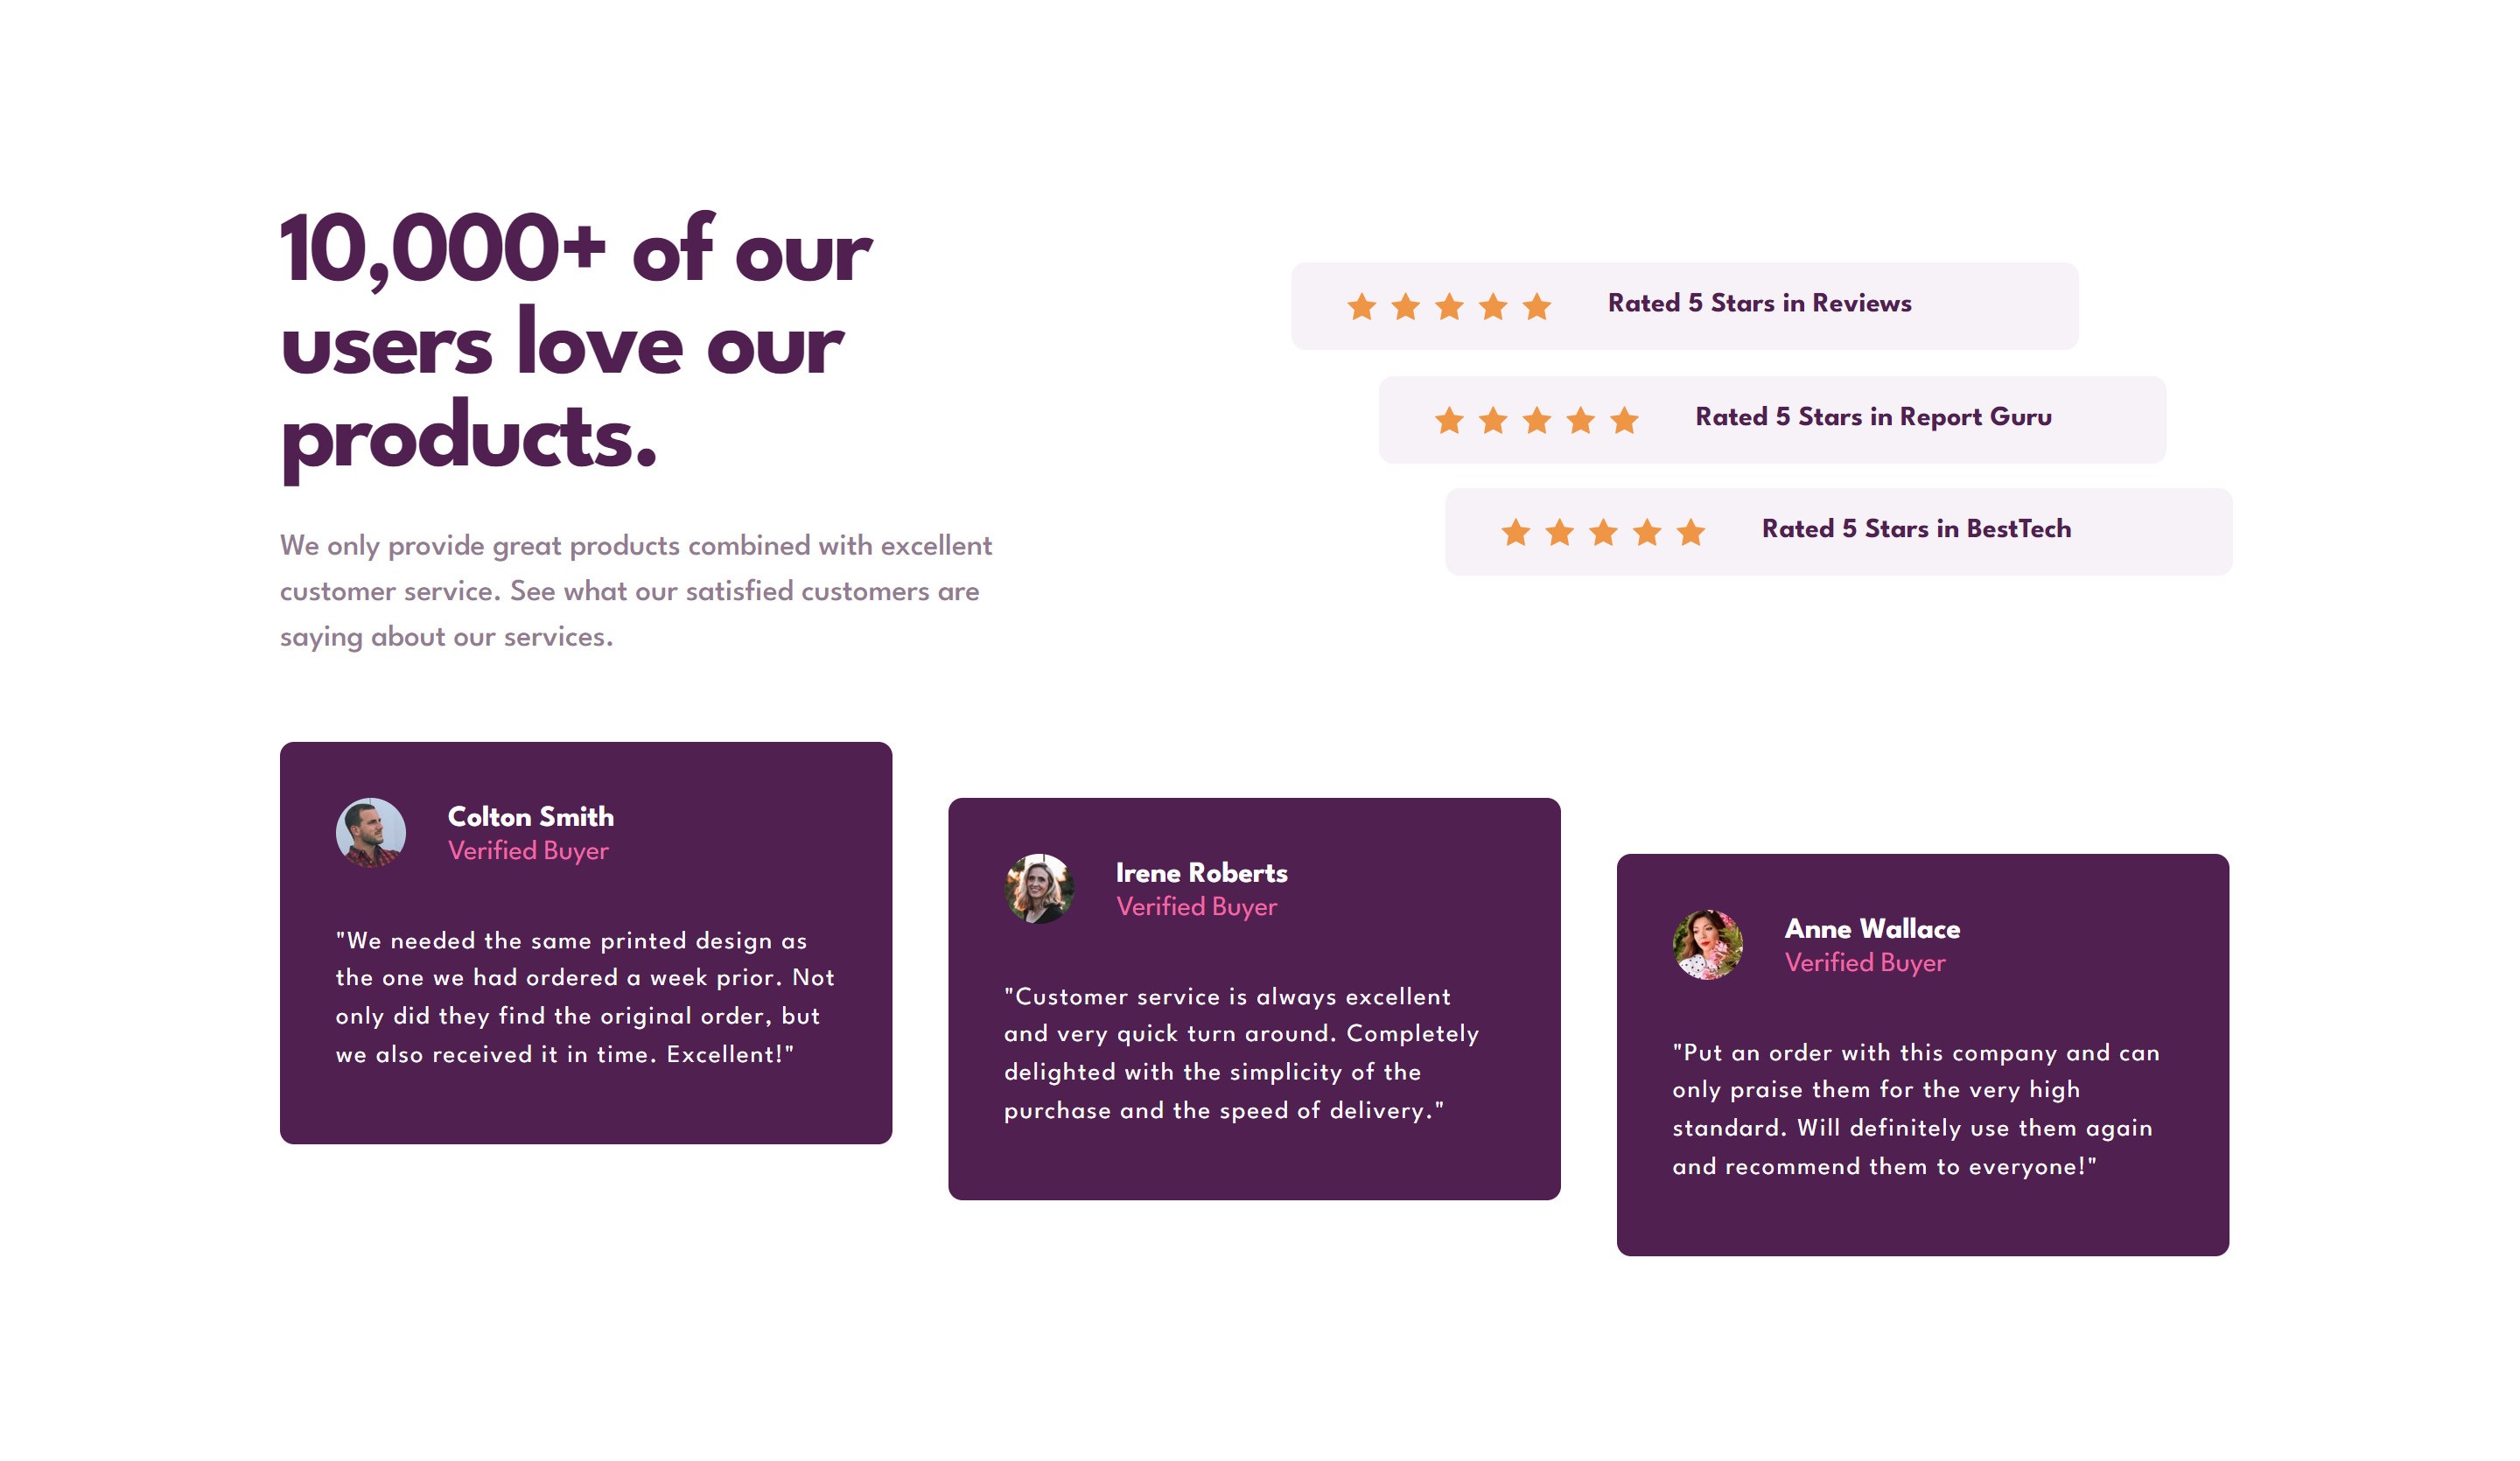 10,000+ of our
users love our
products.
We only provide great products combined with excellent
customer service. See what our satisfied customers are
saying about our services.
Rated 5 Stars in Reviews
Rated 5 Stars in Report Guru
Rated 5 Stars in BestTech
Colton Smith
Verified Buyer
"We needed the same printed design as
the one we had ordered a week prior. Not
only did they find the original order, but
we also received it in time. Excellent!"
Irene Roberts
Verified Buyer
"Customer service is always excellent
and very quick turn around. Completely
delighted with the simplicity of the
purchase and the speed of delivery."
Anne Wallace
Verified Buyer
"Put an order with this company and can
only praise them for the very high
standard. Will definitely use them again
and recommend them to everyone!"